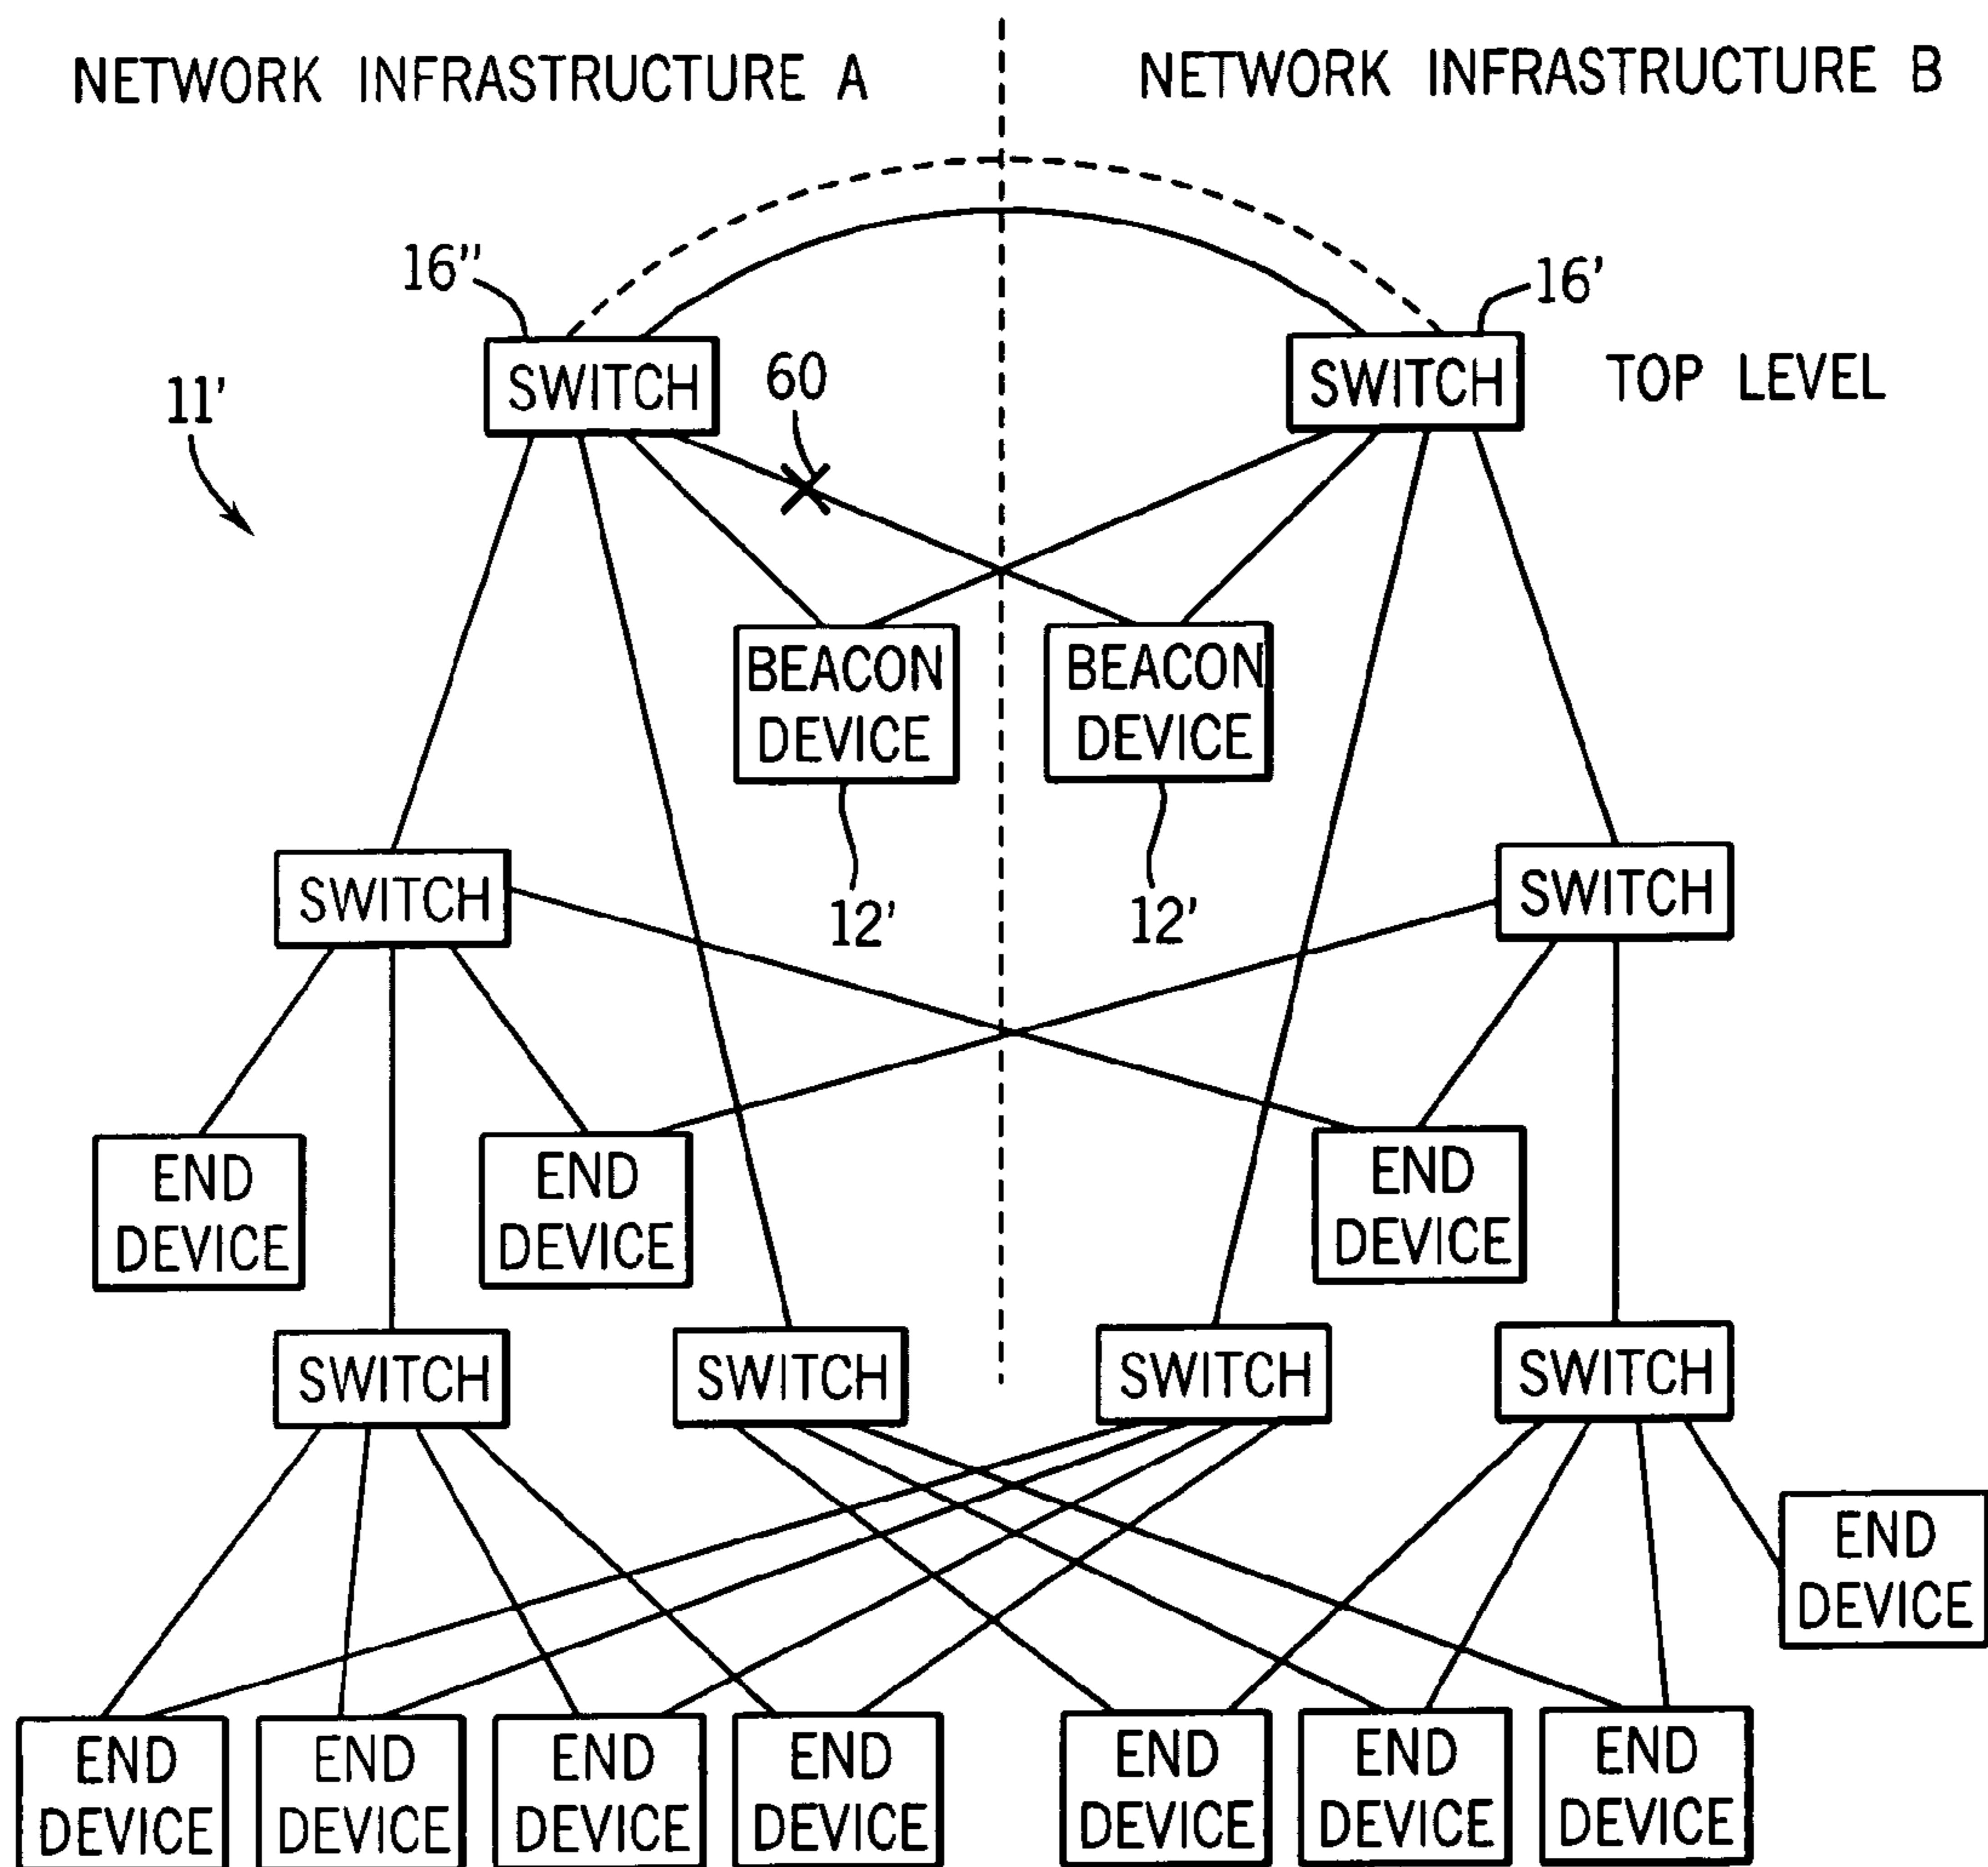 NETWORK INFRASTRUCTURE A
NETWORK INFRASTRUCTURE B
16''
16'
SWITCH
60
SWITCH
TOP LEVEL
11'
BEACON
DEVICE
BEACON
DEVICE
SWITCH
12'
12'
SWITCH
END
DEVICE
END
DEVICE
END
DEVICE
SWITCH
SWITCH
SWITCH
SWITCH
END
DEVICE
END
DEVICE
END
DEVICE
END
DEVICE
END
DEVICE
END
DEVICE
END
DEVICE
END
DEVICE